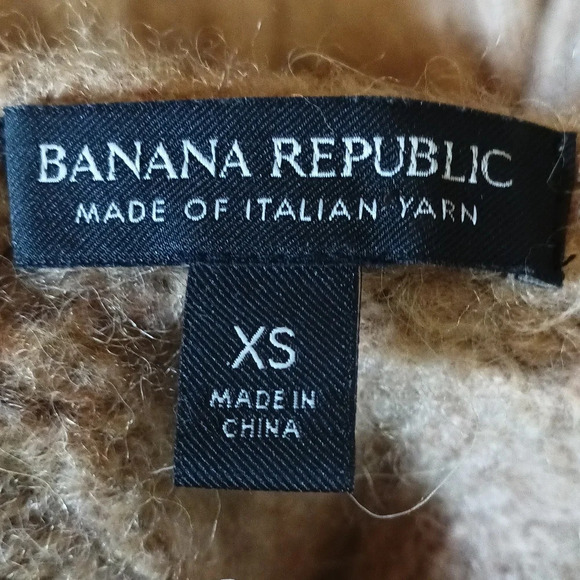 BANANA REPUBLIC
MADE OF ITALIAN YARN
XS
MADE IN
CHINA